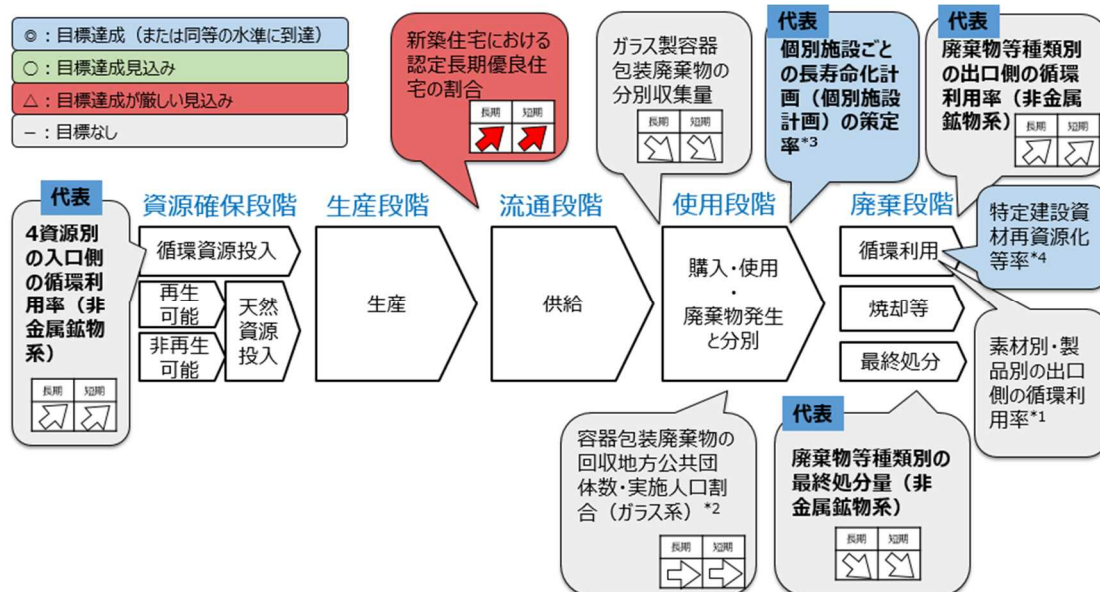 ◎：目標達成（または同等の水準に到達）
○：目標達成見込み
△：目標達成が厳しい見込み
－：目標なし
新築住宅における
認定長期優良住
宅の割合
長期 短期
ガラス製容器
包装廃棄物の
分別収集量
長期 短期
代表
個別施設ごと
の長寿命化計
画（個別施設
計画）の策定
率*3
代表
廃棄物等種類別
の出口側の循環
利用率（非金属
鉱物系）
長期 短期
代表
4資源別
の入口側
の循環利
用率（非
金属鉱物
系）
長期 短期
資源確保段階
生産段階
流通段階
使用段階
廃棄段階
循環資源投入
再生
可能
非再生
可能
天然
資源
投入
生産
供給
購入・使用
・
廃棄物発生
と分別
循環利用
焼却等
最終処分
特定建設資
材再資源化
等率*4
素材別・製
品別の出口
側の循環利
用率*1
容器包装廃棄物の
回収地方公共団
体数・実施人口割
合（ガラス系）*2
長期 短期
代表
廃棄物等種類別の
最終処分量（非
金属鉱物系）
長期 短期